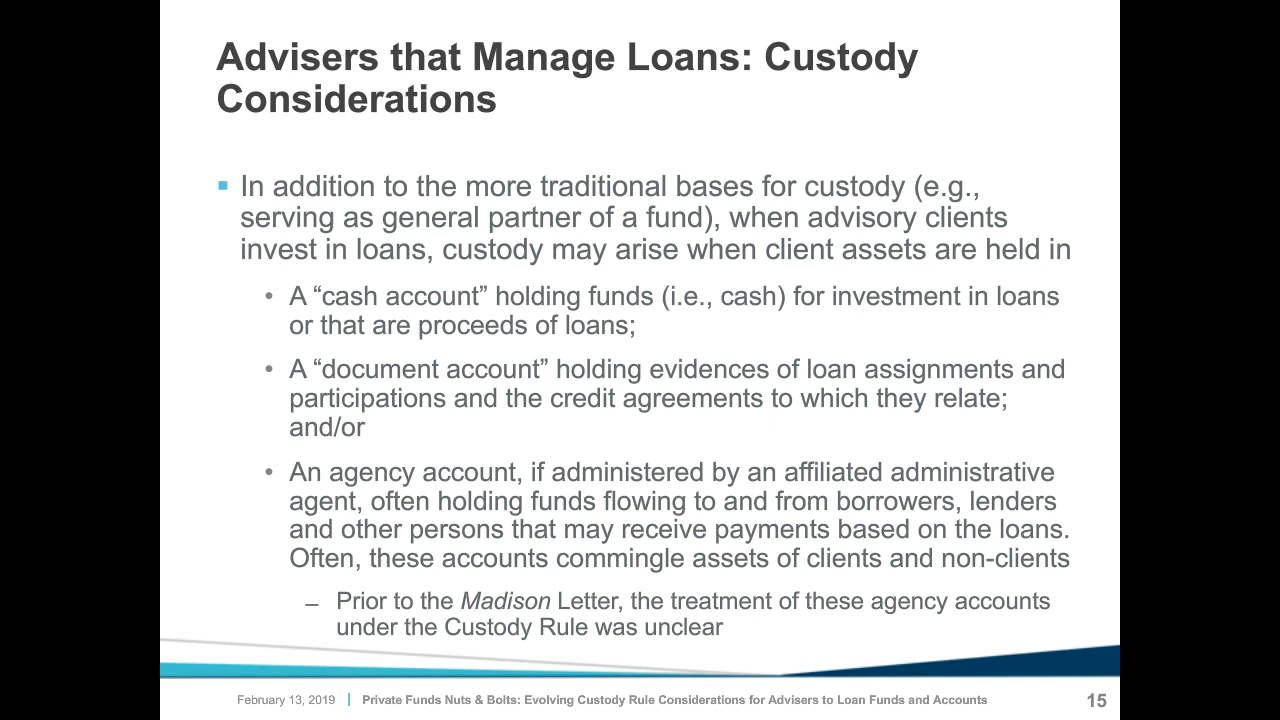 Advisers that Manage Loans: Custody
Considerations
▪ In addition to the more traditional bases for custody (e.g.,
serving as general partner of a fund), when advisory clients
invest in loans, custody may arise when client assets are held in
• A “cash account” holding funds (i.e., cash) for investment in loans
or that are proceeds of loans;
• A “document account” holding evidences of loan assignments and
participations and the credit agreements to which they relate;
and/or
• An agency account, if administered by an affiliated administrative
agent, often holding funds flowing to and from borrowers, lenders
and other persons that may receive payments based on the loans.
Often, these accounts commingle assets of clients and non-clients
– Prior to the Madison Letter, the treatment of these agency accounts
under the Custody Rule was unclear
February 13, 2019 | Private Funds Nuts & Bolts: Evolving Custody Rule Considerations for Advisers to Loan Funds and Accounts 15